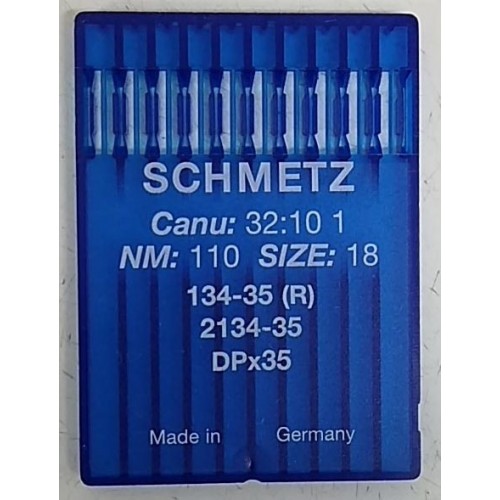 SCHMETZ
Canu: 32:10 1
NM: 110 SIZE: 18
134-35 (R)
2134-35
DPx35
Made in Germany